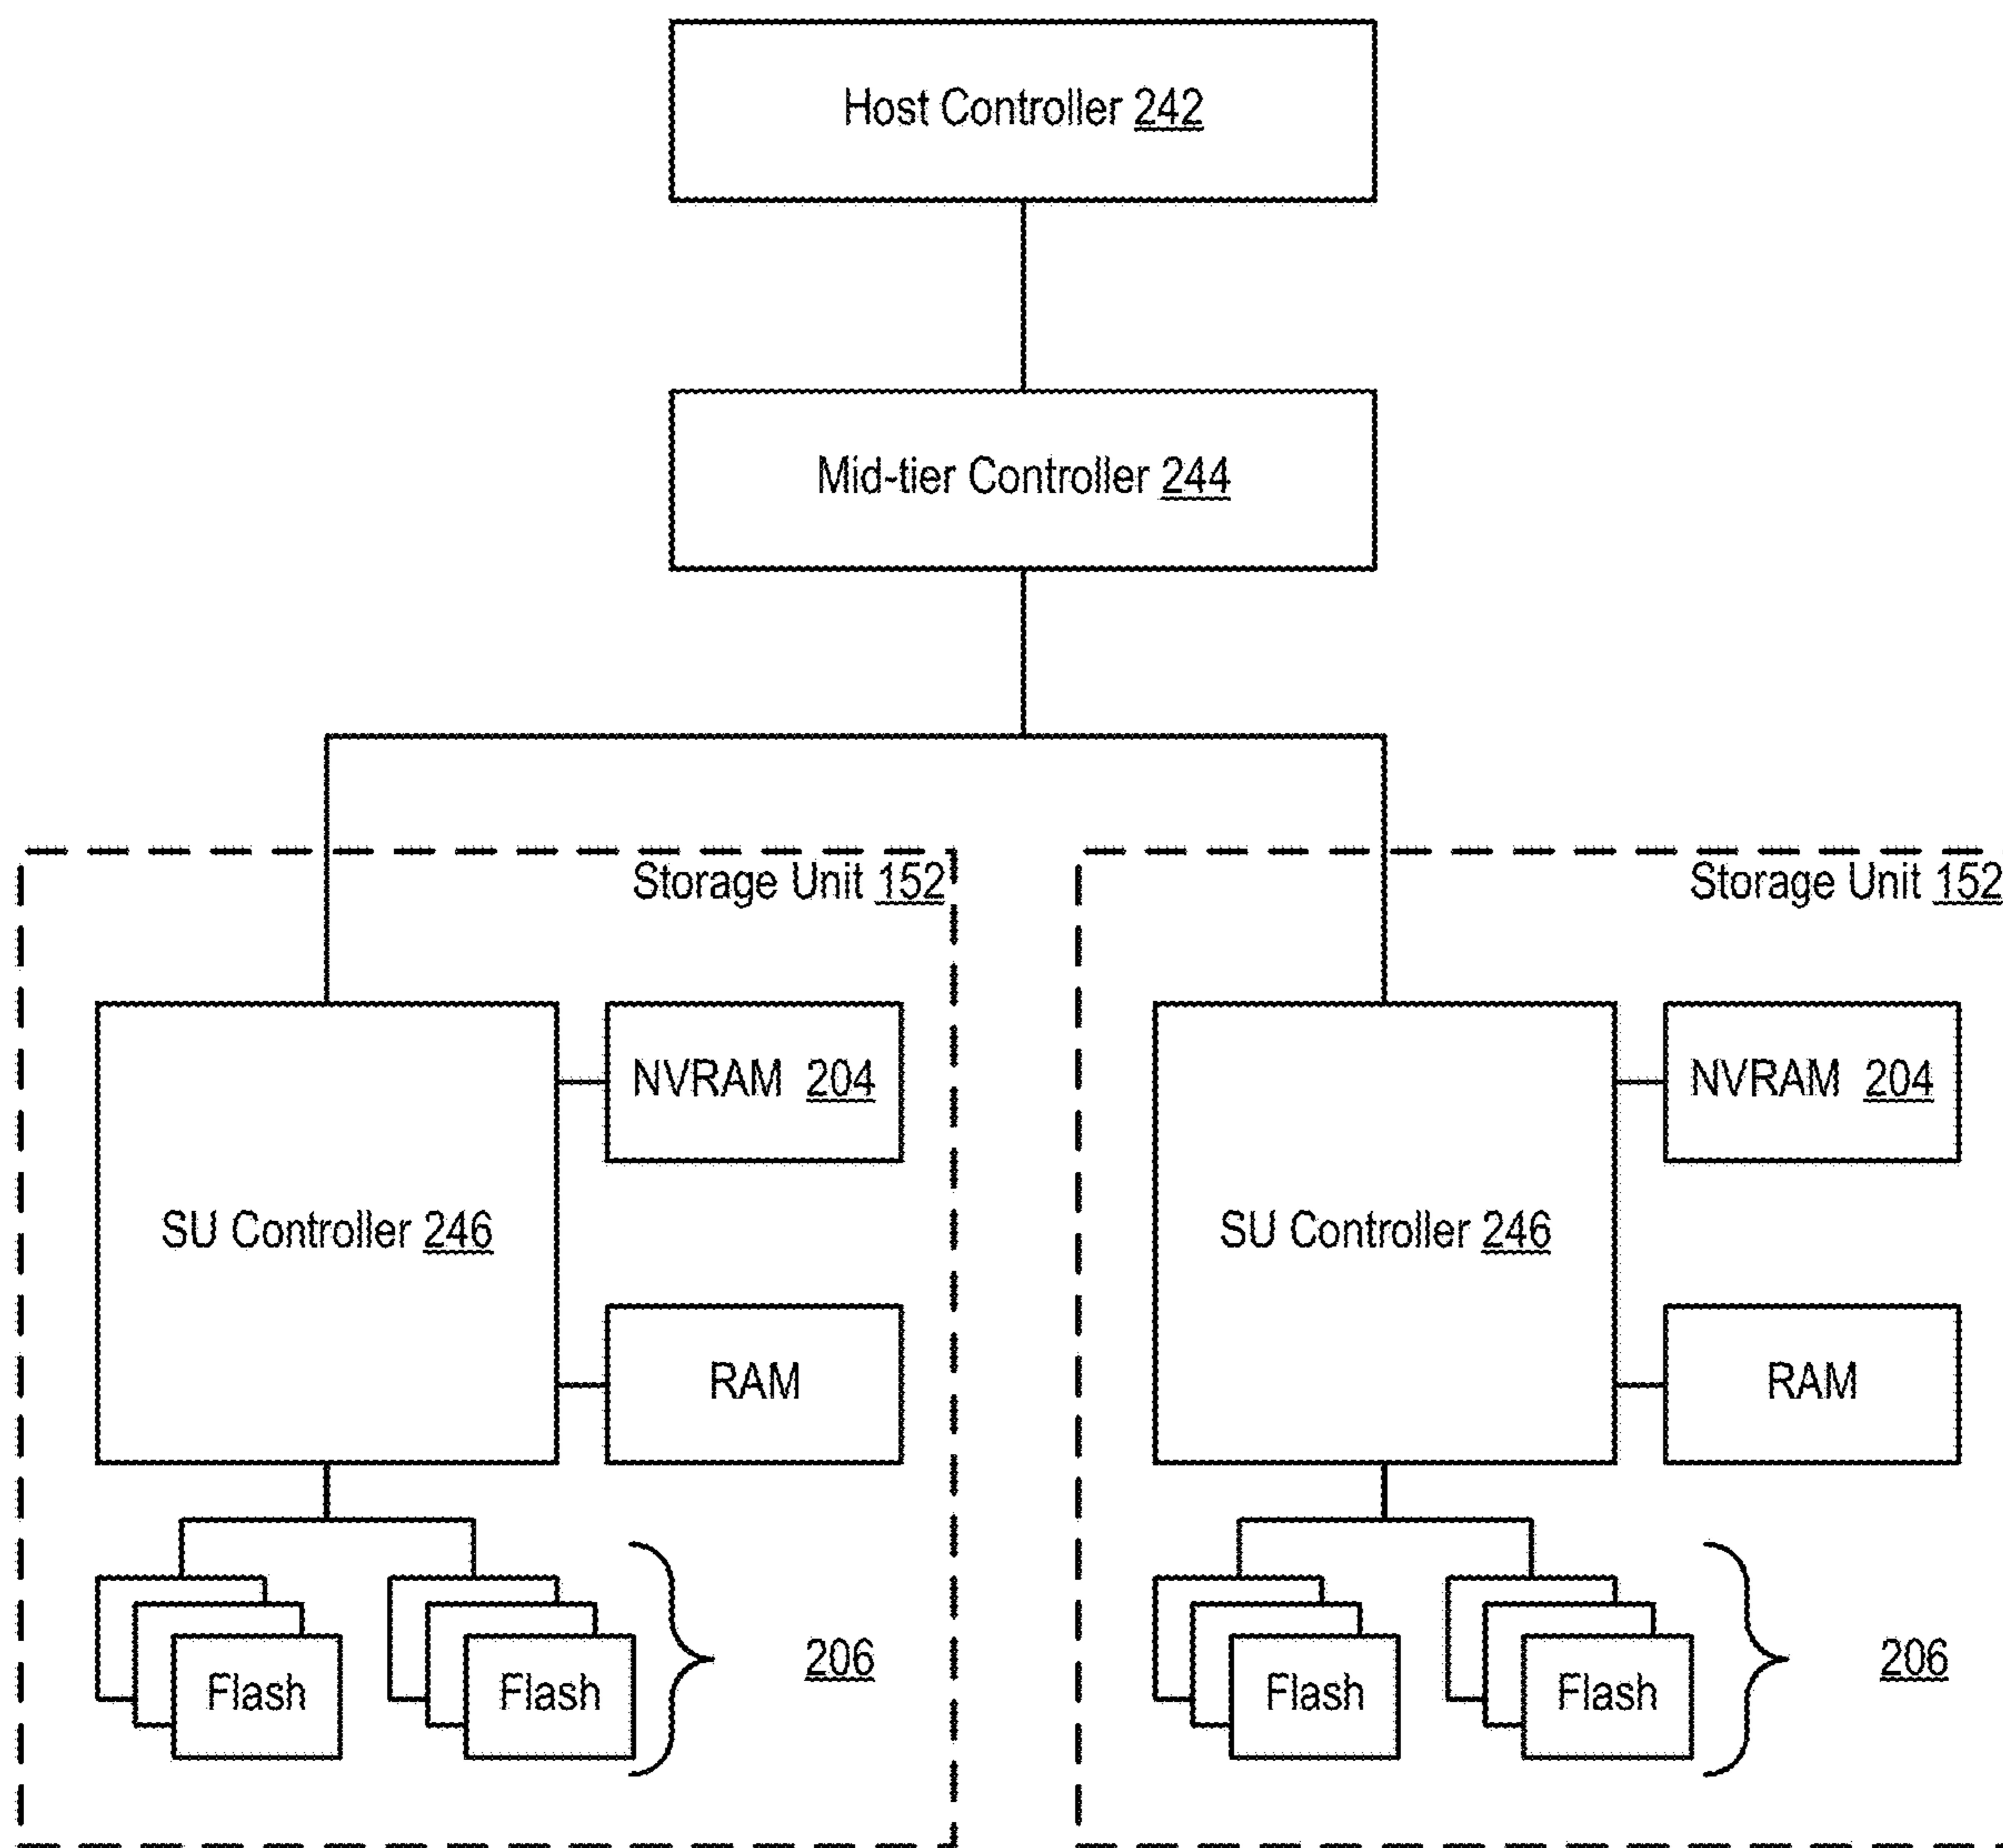 Host Controller 242
Mid-tier Controller 244
Storage Unit 152
Storage Unit 152
NVRAM 204
NVRAM 204
SU Controller 246
SU Controller 246
RAM
RAM
206
206
Flash
Flash
Flash
Flash